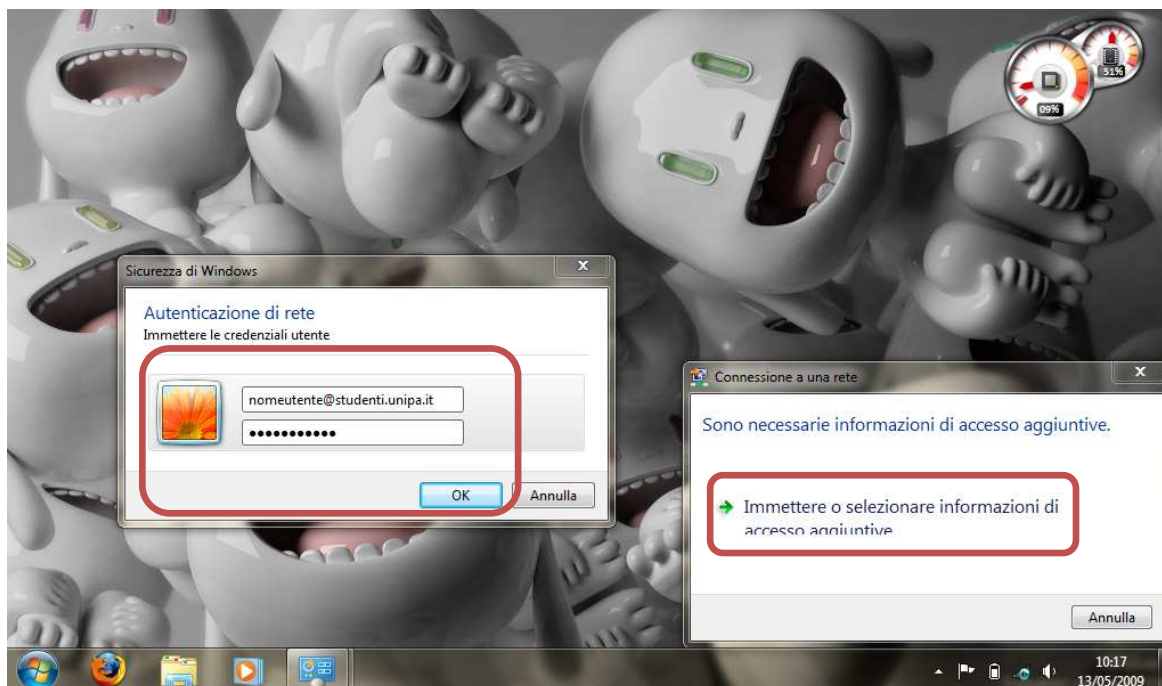 51%
09%
Sicurezza di Windows
x
Autenticazione di rete
Immettere le credenziali utente
nomeutente@studenti.unipa.it
•••••••••••
OK
Annulla
Connessione a una rete
x
Sono necessarie informazioni di accesso aggiuntive.
Immettere o selezionare informazioni di
accesso aggiuntive
Annulla
10:17
13/05/2009